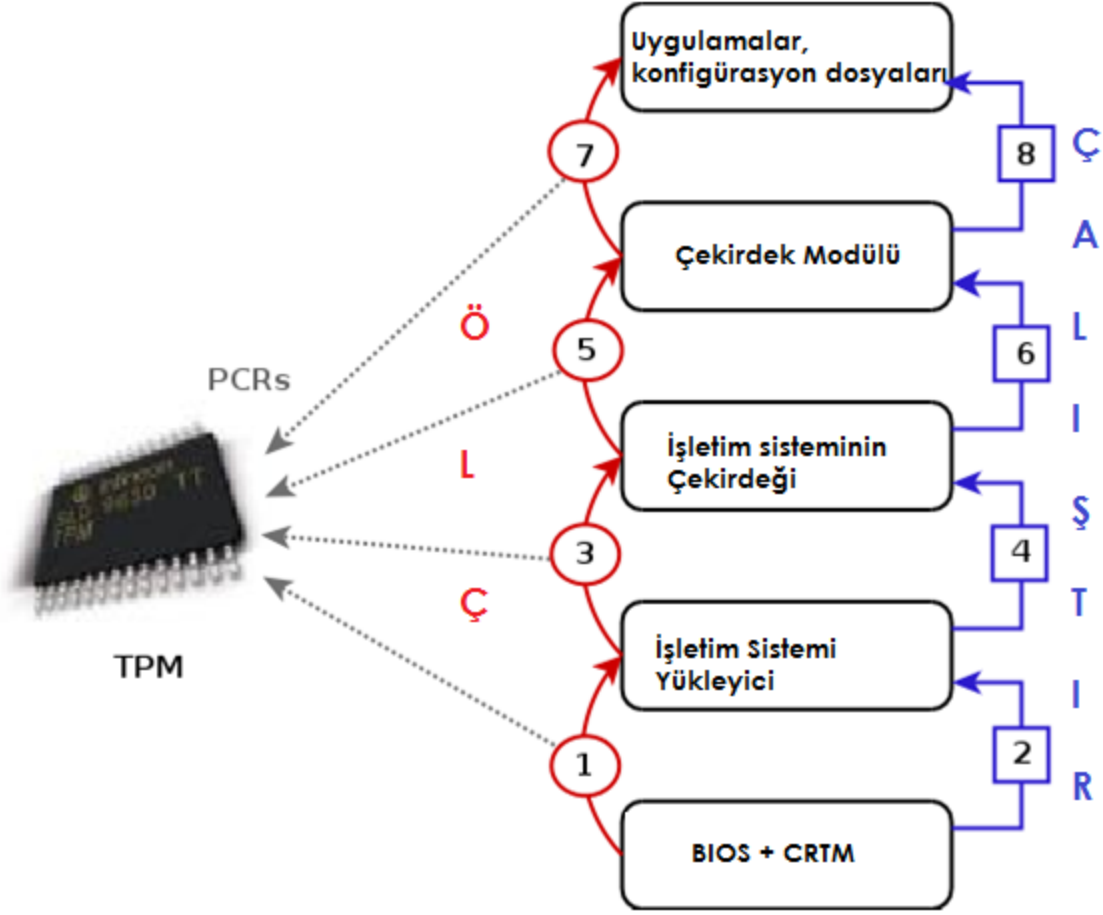 Uygulamalar,
konfigürasyon dosyaları
7
8
Ç
A
L
I
Ş
T
I
R
Çekirdek Modülü
Ö
L
Ç
5
6
PCRs
İşletim sisteminin
Çekirdeği
3
4
TPM
TPM
İşletim Sistemi
Yükleyici
1
2
BIOS + CRTM